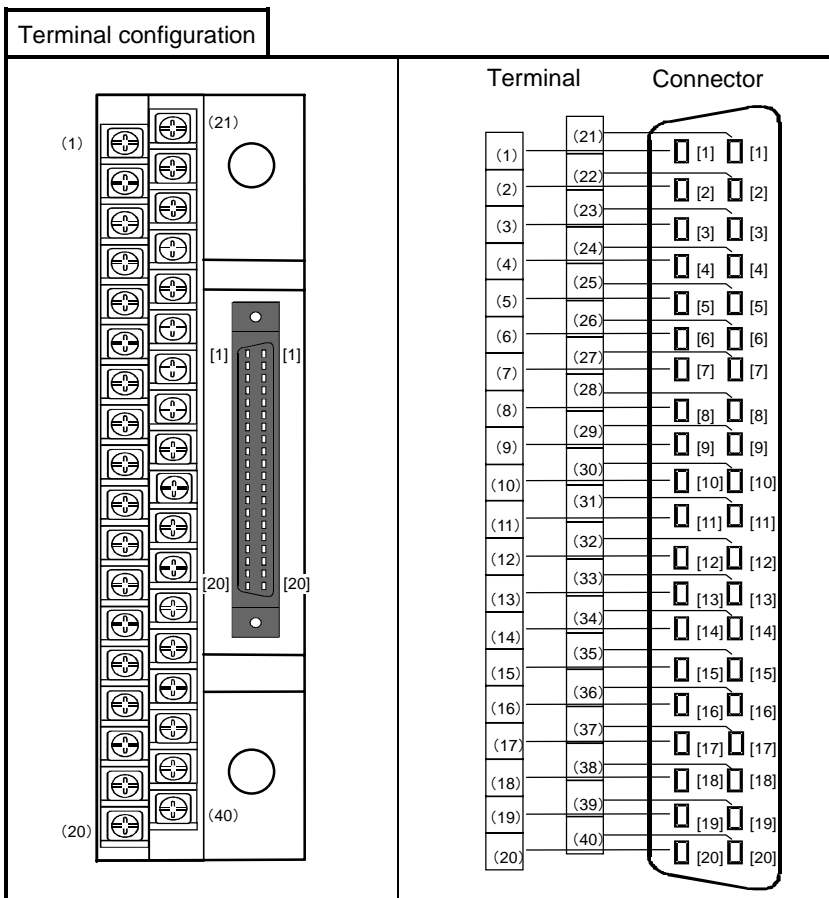 Terminal configuration
(1) (21)
[1] [1]
[20] [20]
(20) (40)
Terminal Connector
(21)
(1) [1] [1]
(22)
(2) [2] [2]
(23)
(3) [3] [3]
(24)
(4) [4] [4]
(25)
(5) [5] [5]
(26)
(6) [6] [6]
(27)
(7) [7] [7]
(28)
(8) [8] [8]
(29)
(9) [9] [9]
(30)
(10) [10] [10]
(31)
(11) [11] [11]
(32)
(12) [12] [12]
(33)
(13) [13] [13]
(34)
(14) [14] [14]
(35)
(15) [15] [15]
(36)
(16) [16] [16]
(37)
(17) [17] [17]
(38)
(18) [18] [18]
(39)
(19) [19] [19]
(40)
(20) [20] [20]